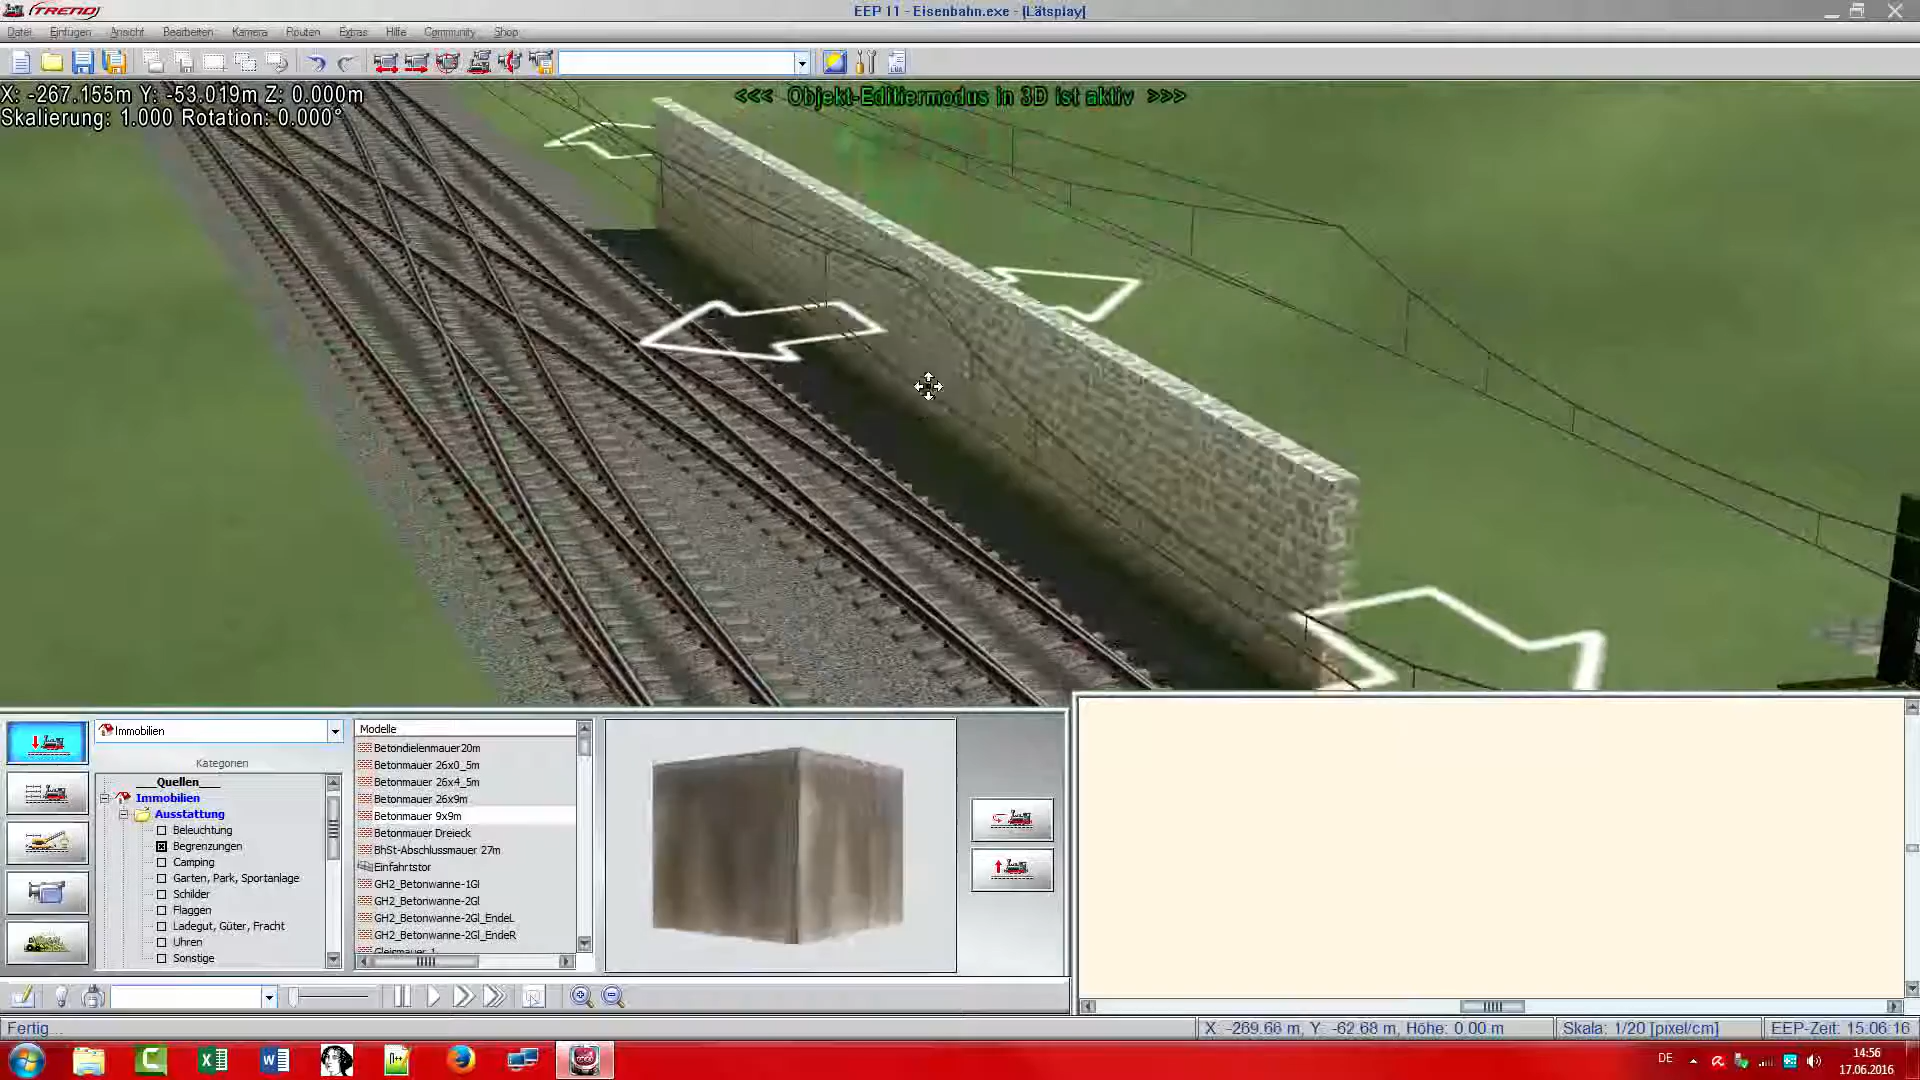 TREND
EEP 11 - Eisenbahn.exe - [Lätsplay]
Datei Einfügen Ansicht Bearbeiten Kamera Routen Extras Hilfe Community Shop
X: -267.155m Y: -53.019m Z: 0.000m
<<< Objekt-Editiermodus in 3D ist aktiv >>>
Skalierung: 1.000 Rotation: 0.000°
Immobilien
Kategorien
__Quellen__
Immobilien
Ausstattung
Beleuchtung
Begrenzungen
Camping
Garten, Park, Sportanlage
Schilder
Flaggen
Ladegut, Güter, Fracht
Uhren
Sonstige
Modelle
Betondielenmauer20m
Betonmauer 26x0_5m
Betonmauer 26x4_5m
Betonmauer 26x9m
Betonmauer 9x9m
Betonmauer Dreieck
BhSt-Abschlussmauer 27m
Einfahrtstor
GH2_Betonwanne-1Gl
GH2_Betonwanne-2Gl
GH2_Betonwanne-2Gl_EndeL
GH2_Betonwanne-2Gl_EndeR
Gleismauer 1
Fertig...
X: -269.68 m, Y: -62.68 m, Höhe: 0,00 m
Skala: 1/20 [pixel/cm]
EEP-Zeit: 15:06:16
DE
14:56
17.06.2016